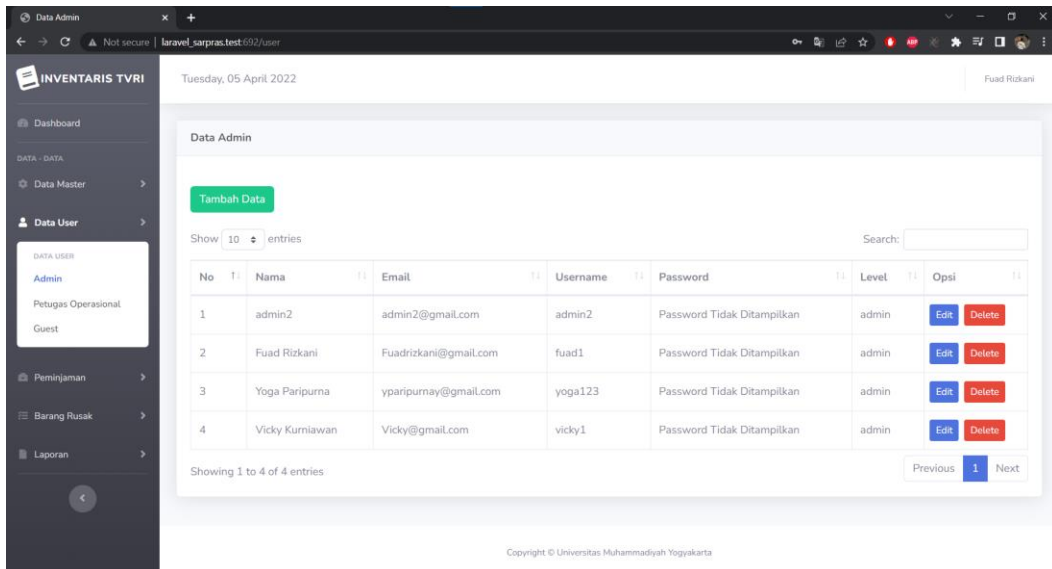 Data Admin
Not secure | laravel_sarpras.test:692/user
INVENTARIS TVRI
Tuesday, 05 April 2022
Fuad Rizkani
Dashboard
DATA - DATA
Data Master
Data User
DATA USER
Admin
Petugas Operasional
Guest
Peminjaman
Barang Rusak
Laporan
Data Admin
Tambah Data
Show 10 entries
Search:
No Nama Email Username Password Level Opsi
1 admin2 admin2@gmail.com admin2 Password Tidak Ditampilkan admin Edit Delete
2 Fuad Rizkani Fuadrizkani@gmail.com fuad1 Password Tidak Ditampilkan admin Edit Delete
3 Yoga Paripurna yparipurnay@gmail.com yoga123 Password Tidak Ditampilkan admin Edit Delete
4 Vicky Kurniawan Vicky@gmail.com vicky1 Password Tidak Ditampilkan admin Edit Delete
Showing 1 to 4 of 4 entries
Previous 1 Next
Copyright © Universitas Muhammadiyah Yogyakarta